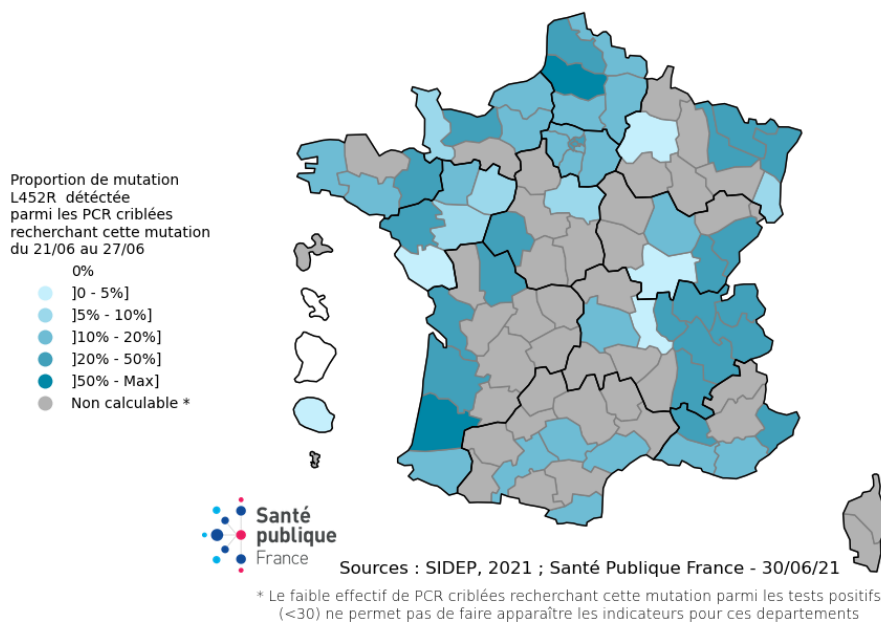 Proportion de mutation
L452R détéctée
parmi les PCR criblées
recherchant cette mutation
du 21/06 au 27/06
0%
]0 - 5%]
]5% - 10%]
]10% - 20%]
]20% - 50%]
]50% - Max]
Non calculable *
Santé
publique
France
Sources : SIDEP, 2021 ; Santé Publique France - 30/06/21
* Le faible effectif de PCR criblées recherchant cette mutation parmi les tests positifs
(<30) ne permet pas de faire apparaître les indicateurs pour ces departements